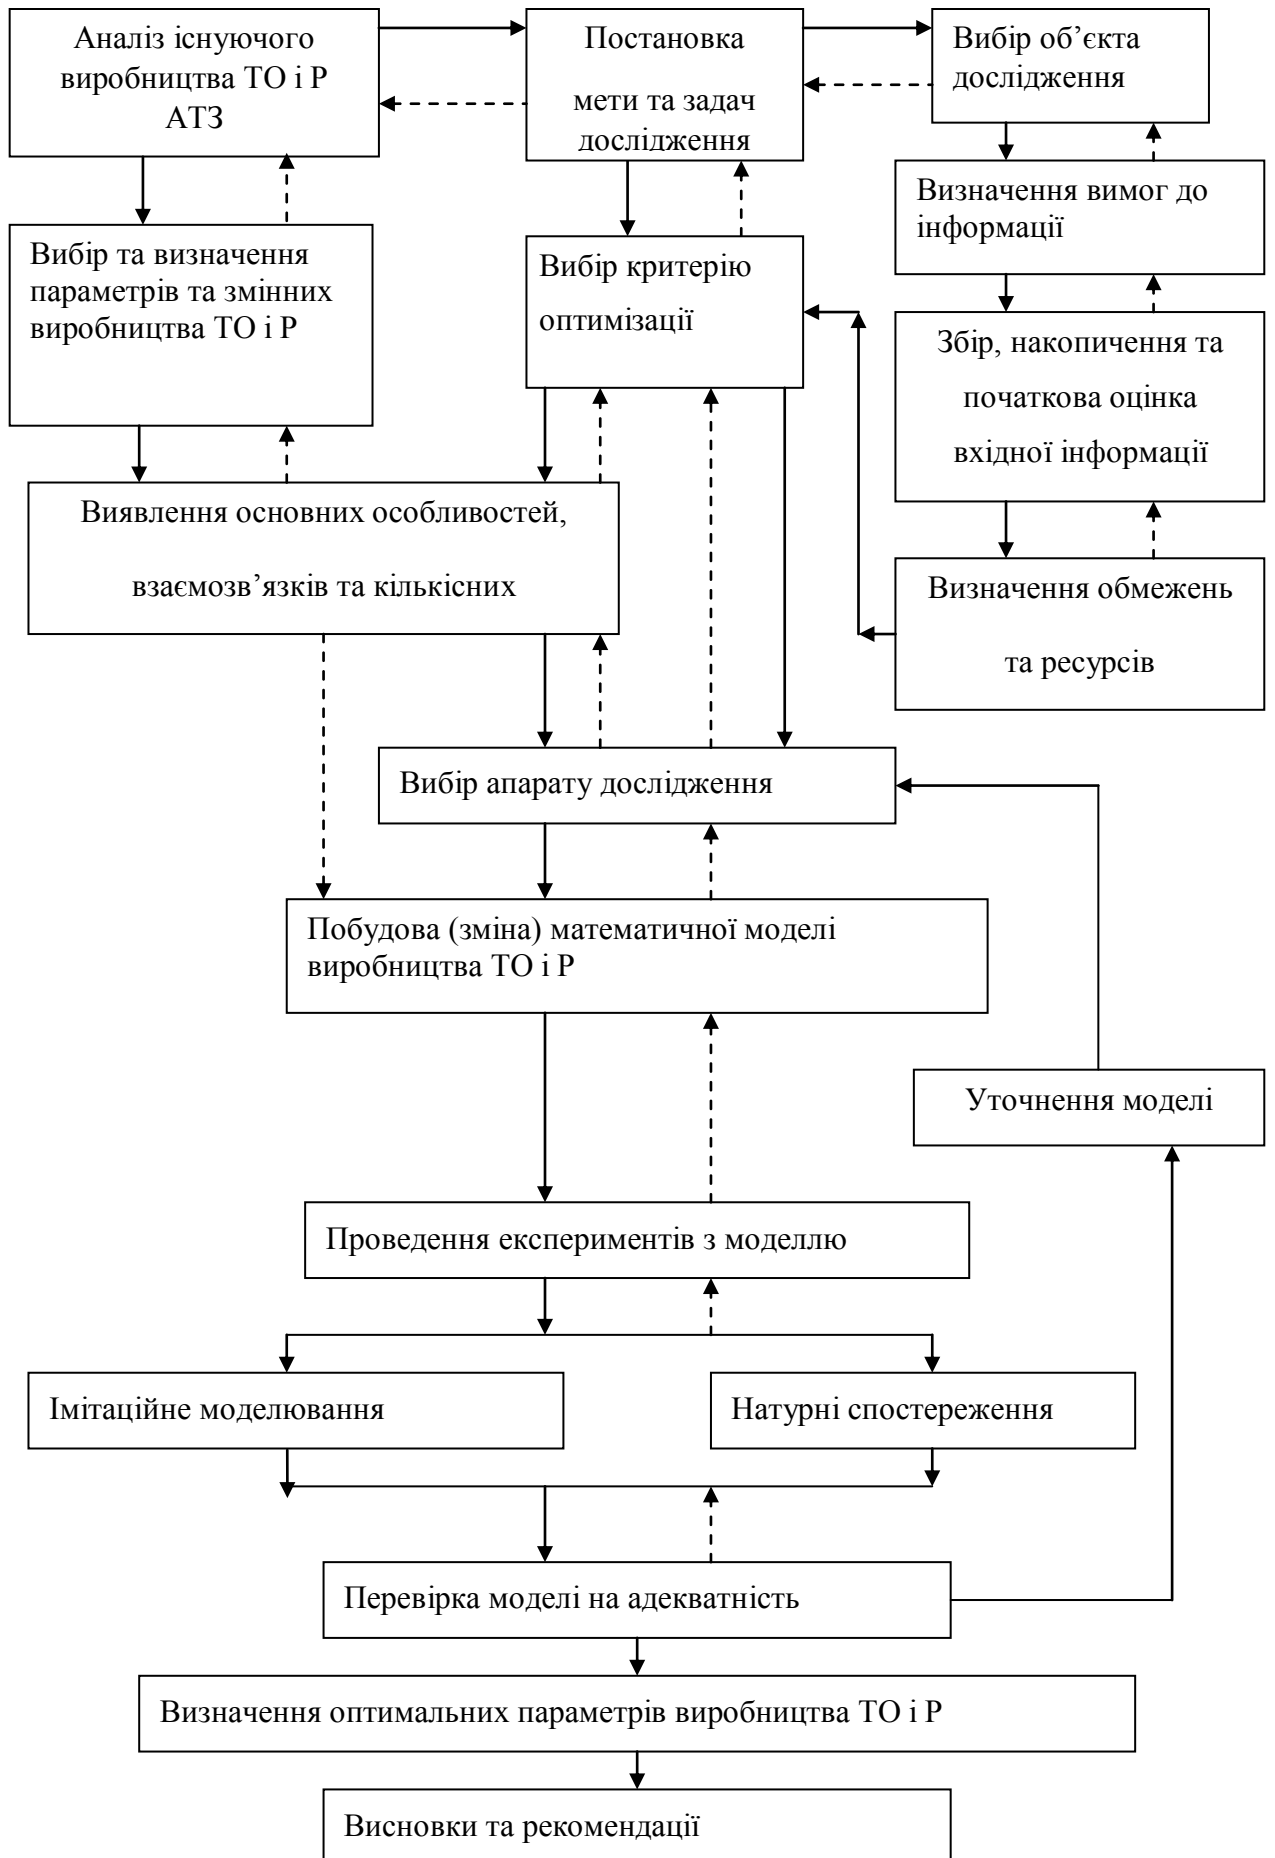 Аналіз існуючого
виробництва ТО і Р
АТЗ
Постановка
мети та задач
дослідження
Вибір об’єкта
дослідження
Визначення вимог до
інформації
Вибір та визначення
параметрів та змінних
виробництва ТО і Р
Вибір критерію
оптимізації
Збір, накопичення та
початкова оцінка
вхідної інформації
Виявлення основних особливостей,
взаємозв’язків та кількісних
Визначення обмежень
та ресурсів
Вибір апарату дослідження
Побудова (зміна) математичної моделі
виробництва ТО і Р
Уточнення моделі
Проведення експериментів з моделлю
Імітаційне моделювання
Натурні спостереження
Перевірка моделі на адекватність
Визначення оптимальних параметрів виробництва ТО і Р
Висновки та рекомендації